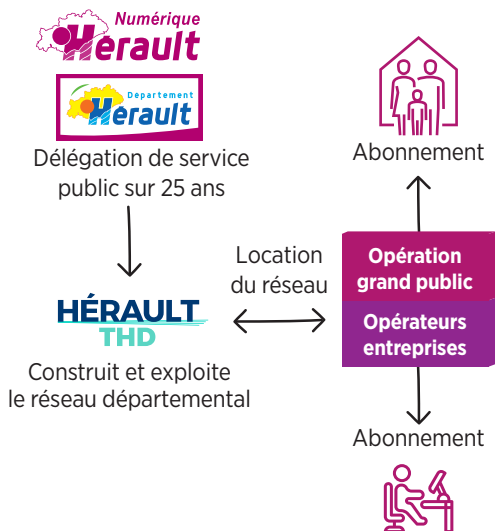 Numérique
Hérault
Département
Hérault
Délégation de service
public sur 25 ans
HÉRAULT
THD
Construit et exploite
le réseau départemental
Location
du réseau
Abonnement
Opération
grand public
Opérateurs
entreprises
Abonnement